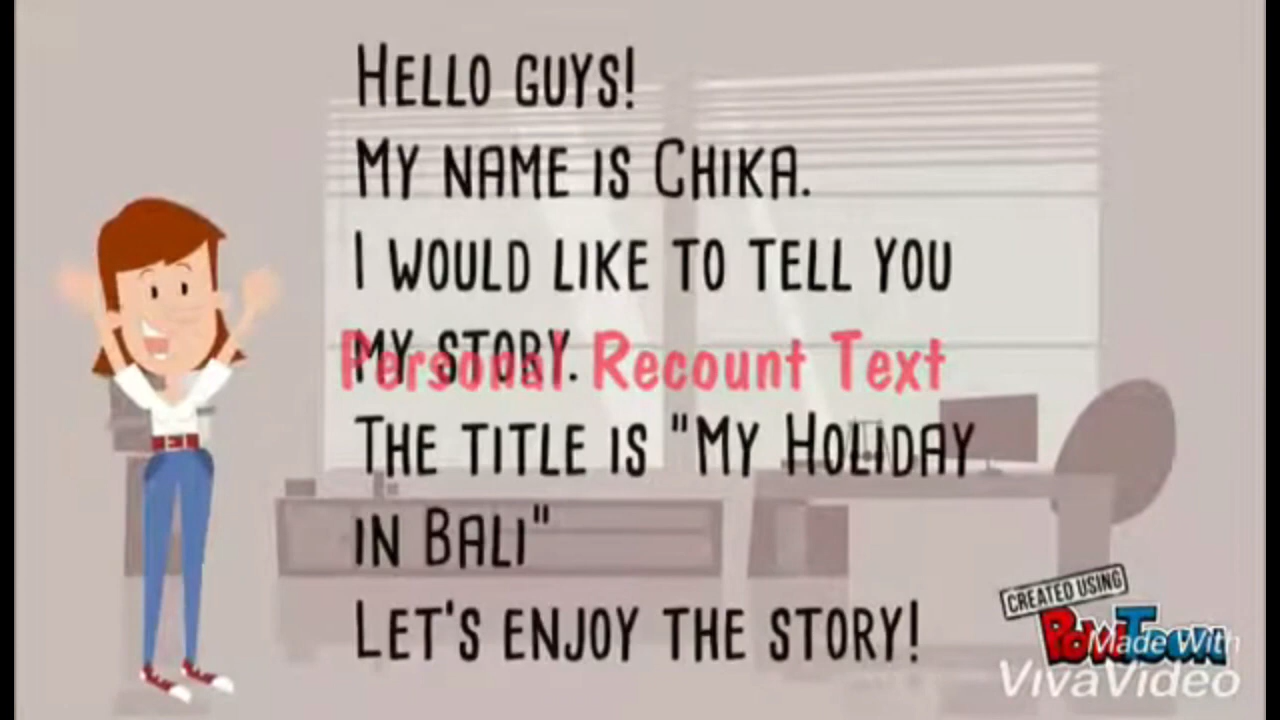 Hello guys!
My name is Chika.
I would like to tell you
my story.
Personal Recount Text
The title is "My Holiday
in Bali"
Let's enjoy the story!
CREATED USING
PowToon
Made With
VivaVideo